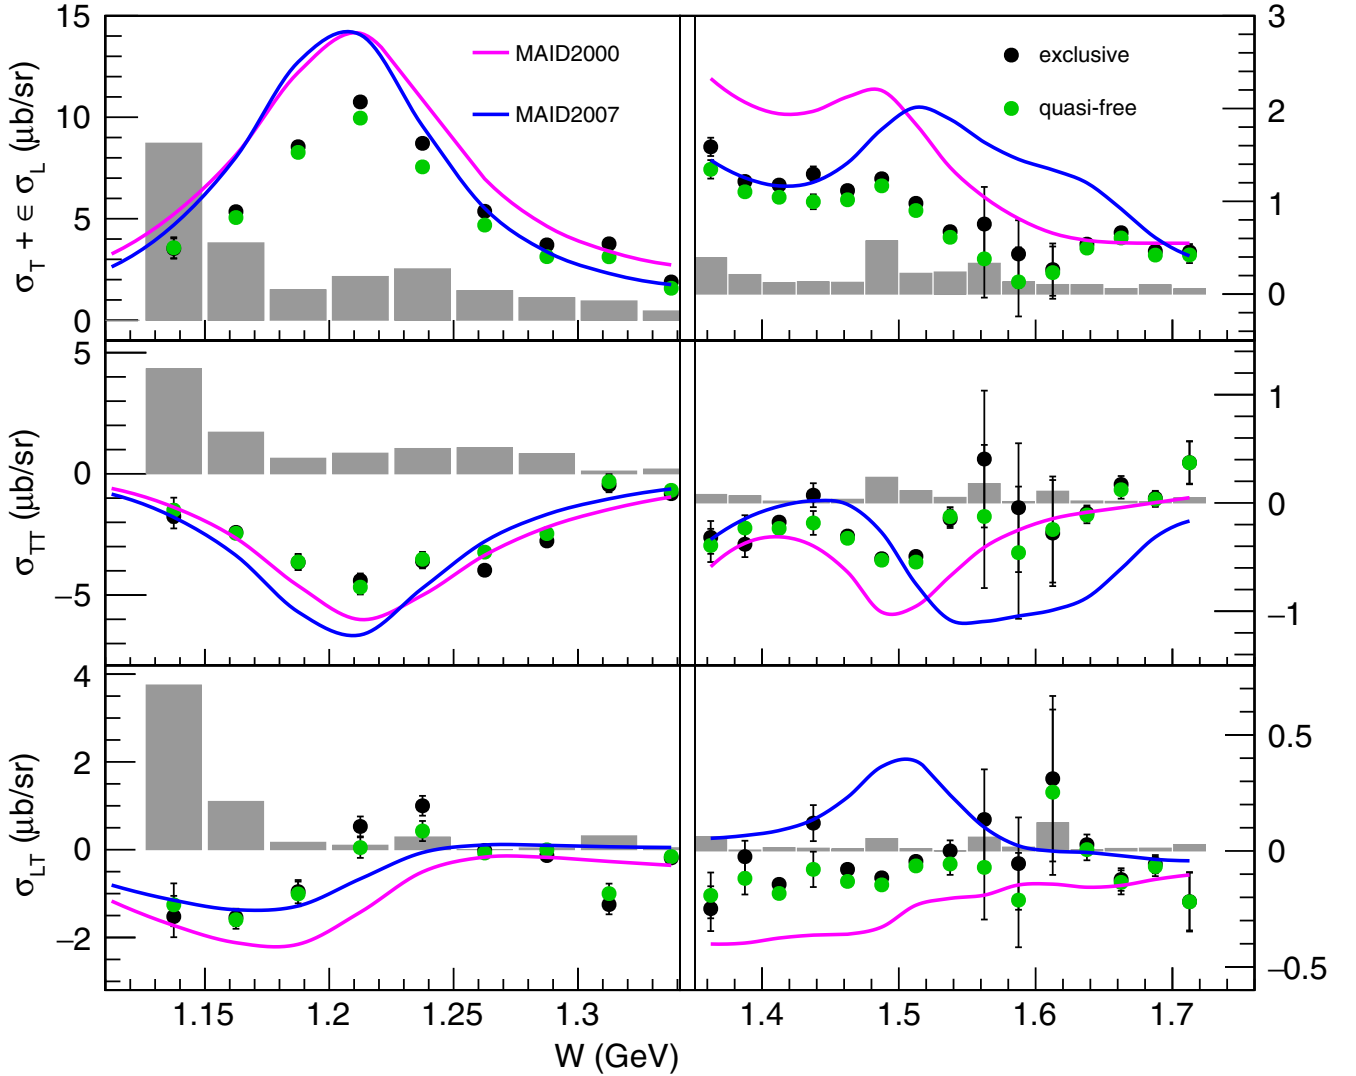 σT + ϵ σL (μb/sr)
15
10
5
0
MAID2000
MAID2007
exclusive
quasi-free
3
2
1
0
σTT (μb/sr)
5
0
−5
1
0
−1
σLT (μb/sr)
4
2
0
−2
0.5
0
−0.5
1.15 1.2 1.25 1.3 1.4 1.5 1.6 1.7
W (GeV)